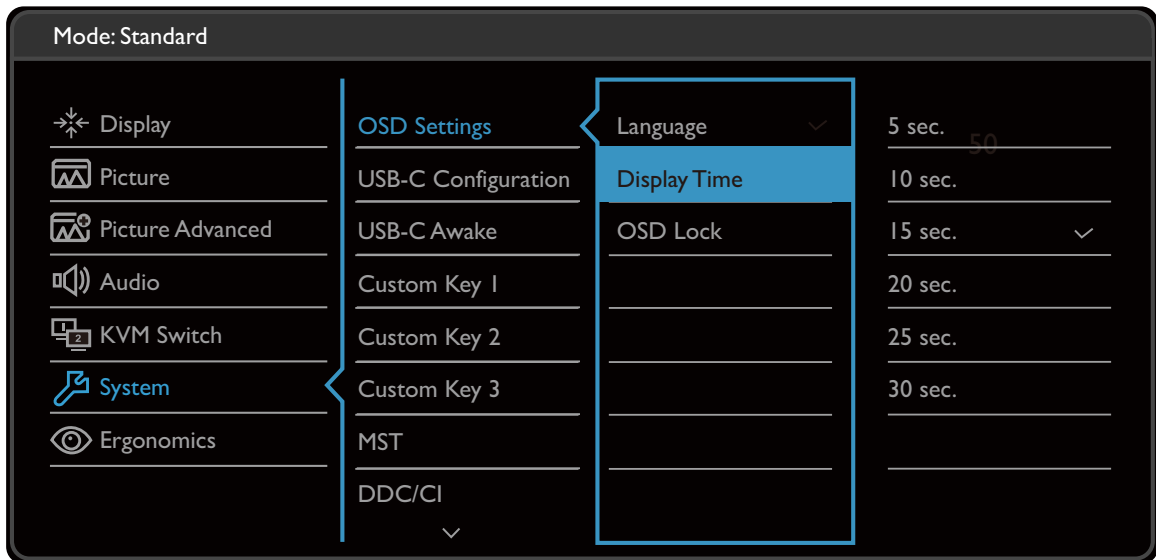 Mode: Standard
Display
Picture
Picture Advanced
Audio
KVM Switch
System
Ergonomics
OSD Settings
USB-C Configuration
USB-C Awake
Custom Key 1
Custom Key 2
Custom Key 3
MST
DDC/CI
Language
Display Time
OSD Lock
5 sec.
50
10 sec.
15 sec.
20 sec.
25 sec.
30 sec.